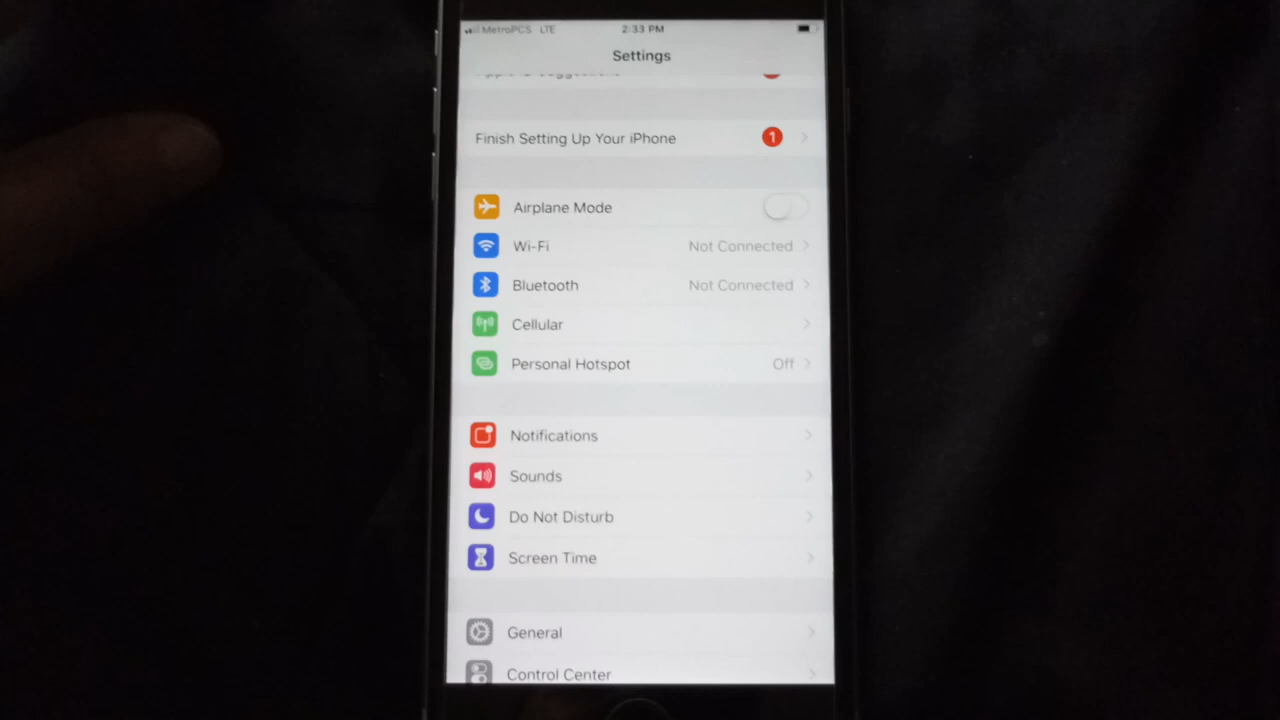 MetroPCS LTE 2:33 PM
Settings
Finish Setting Up Your iPhone 1
Airplane Mode
Wi-Fi Not Connected
Bluetooth Not Connected
Cellular
Personal Hotspot Off
Notifications
Sounds
Do Not Disturb
Screen Time
General
Control Center